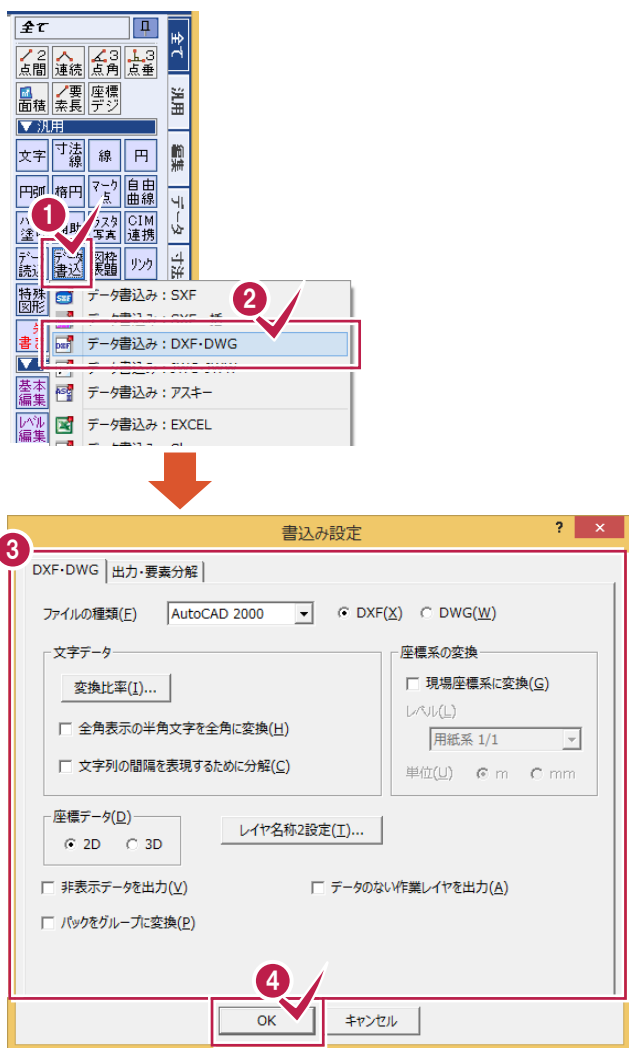 全て
全て
2 点間
連続
3 点角
3 点垂
面積
要素長
座標デジ
汎用
▼汎用
文字
寸法線
線
円
編集
円弧
楕円
マーク点
自由曲線
データ
1
CIM連携
データ書込
図枠表題
リンク
寸法
特殊図形
データ書込み：SXF
2
データ書込み：DXF・DWG
基本編集
データ書込み：アスキー
レベル編集
データ書込み：EXCEL
書込み設定
? ×
3
DXF・DWG 出力・要素分解
ファイルの種類(F) AutoCAD 2000 DXF(X) DWG(W)
文字データ
座標系の変換
変換比率(I)...
現場座標系に変換(G)
レベル(L)
全角表示の半角文字を全角に変換(H)
用紙系 1/1
文字列の間隔を表現するために分解(C)
単位(U) m mm
座標データ(D)
2D 3D
レイヤ名称2設定(T)...
非表示データを出力(V) データのない作業レイヤを出力(A)
パックをグループに変換(P)
4
OK キャンセル